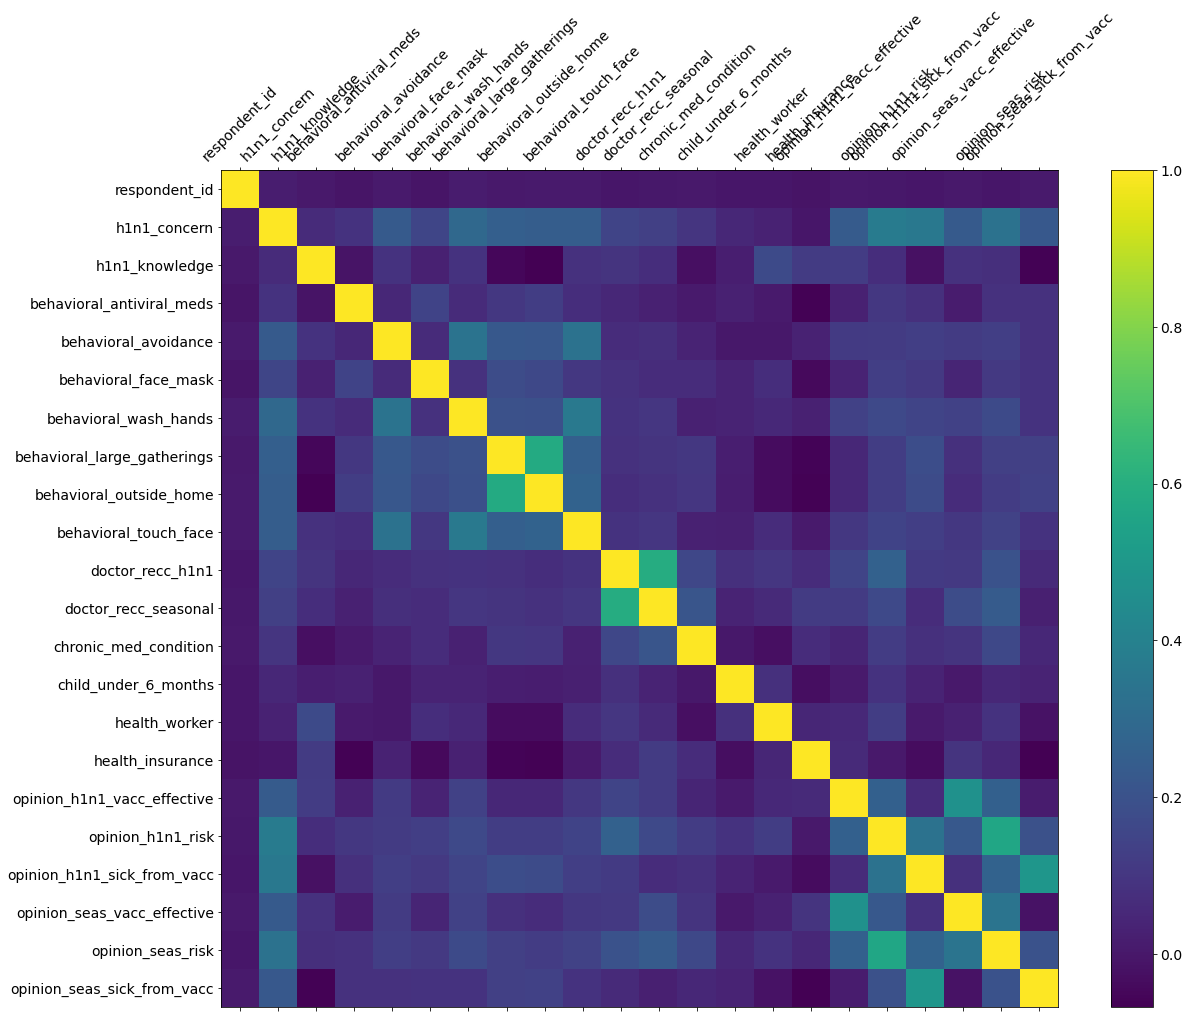 respondent_id
h1n1_concern
h1n1_knowledge
behavioral_antiviral_meds
behavioral_avoidance
behavioral_face_mask
behavioral_wash_hands
behavioral_large_gatherings
behavioral_outside_home
behavioral_touch_face
doctor_recc_h1n1
doctor_recc_seasonal
chronic_med_condition
child_under_6_months
health_worker
health_insurance
opinion_h1n1_vacc_effective
opinion_h1n1_risk
opinion_h1n1_sick_from_vacc
opinion_seas_vacc_effective
opinion_seas_risk
opinion_seas_sick_from_vacc
respondent_id
h1n1_concern
h1n1_knowledge
behavioral_antiviral_meds
behavioral_avoidance
behavioral_face_mask
behavioral_wash_hands
behavioral_large_gatherings
behavioral_outside_home
behavioral_touch_face
doctor_recc_h1n1
doctor_recc_seasonal
chronic_med_condition
child_under_6_months
health_worker
health_insurance
opinion_h1n1_vacc_effective
opinion_h1n1_risk
opinion_h1n1_sick_from_vacc
opinion_seas_vacc_effective
opinion_seas_risk
opinion_seas_sick_from_vacc
1.0
0.8
0.6
0.4
0.2
0.0